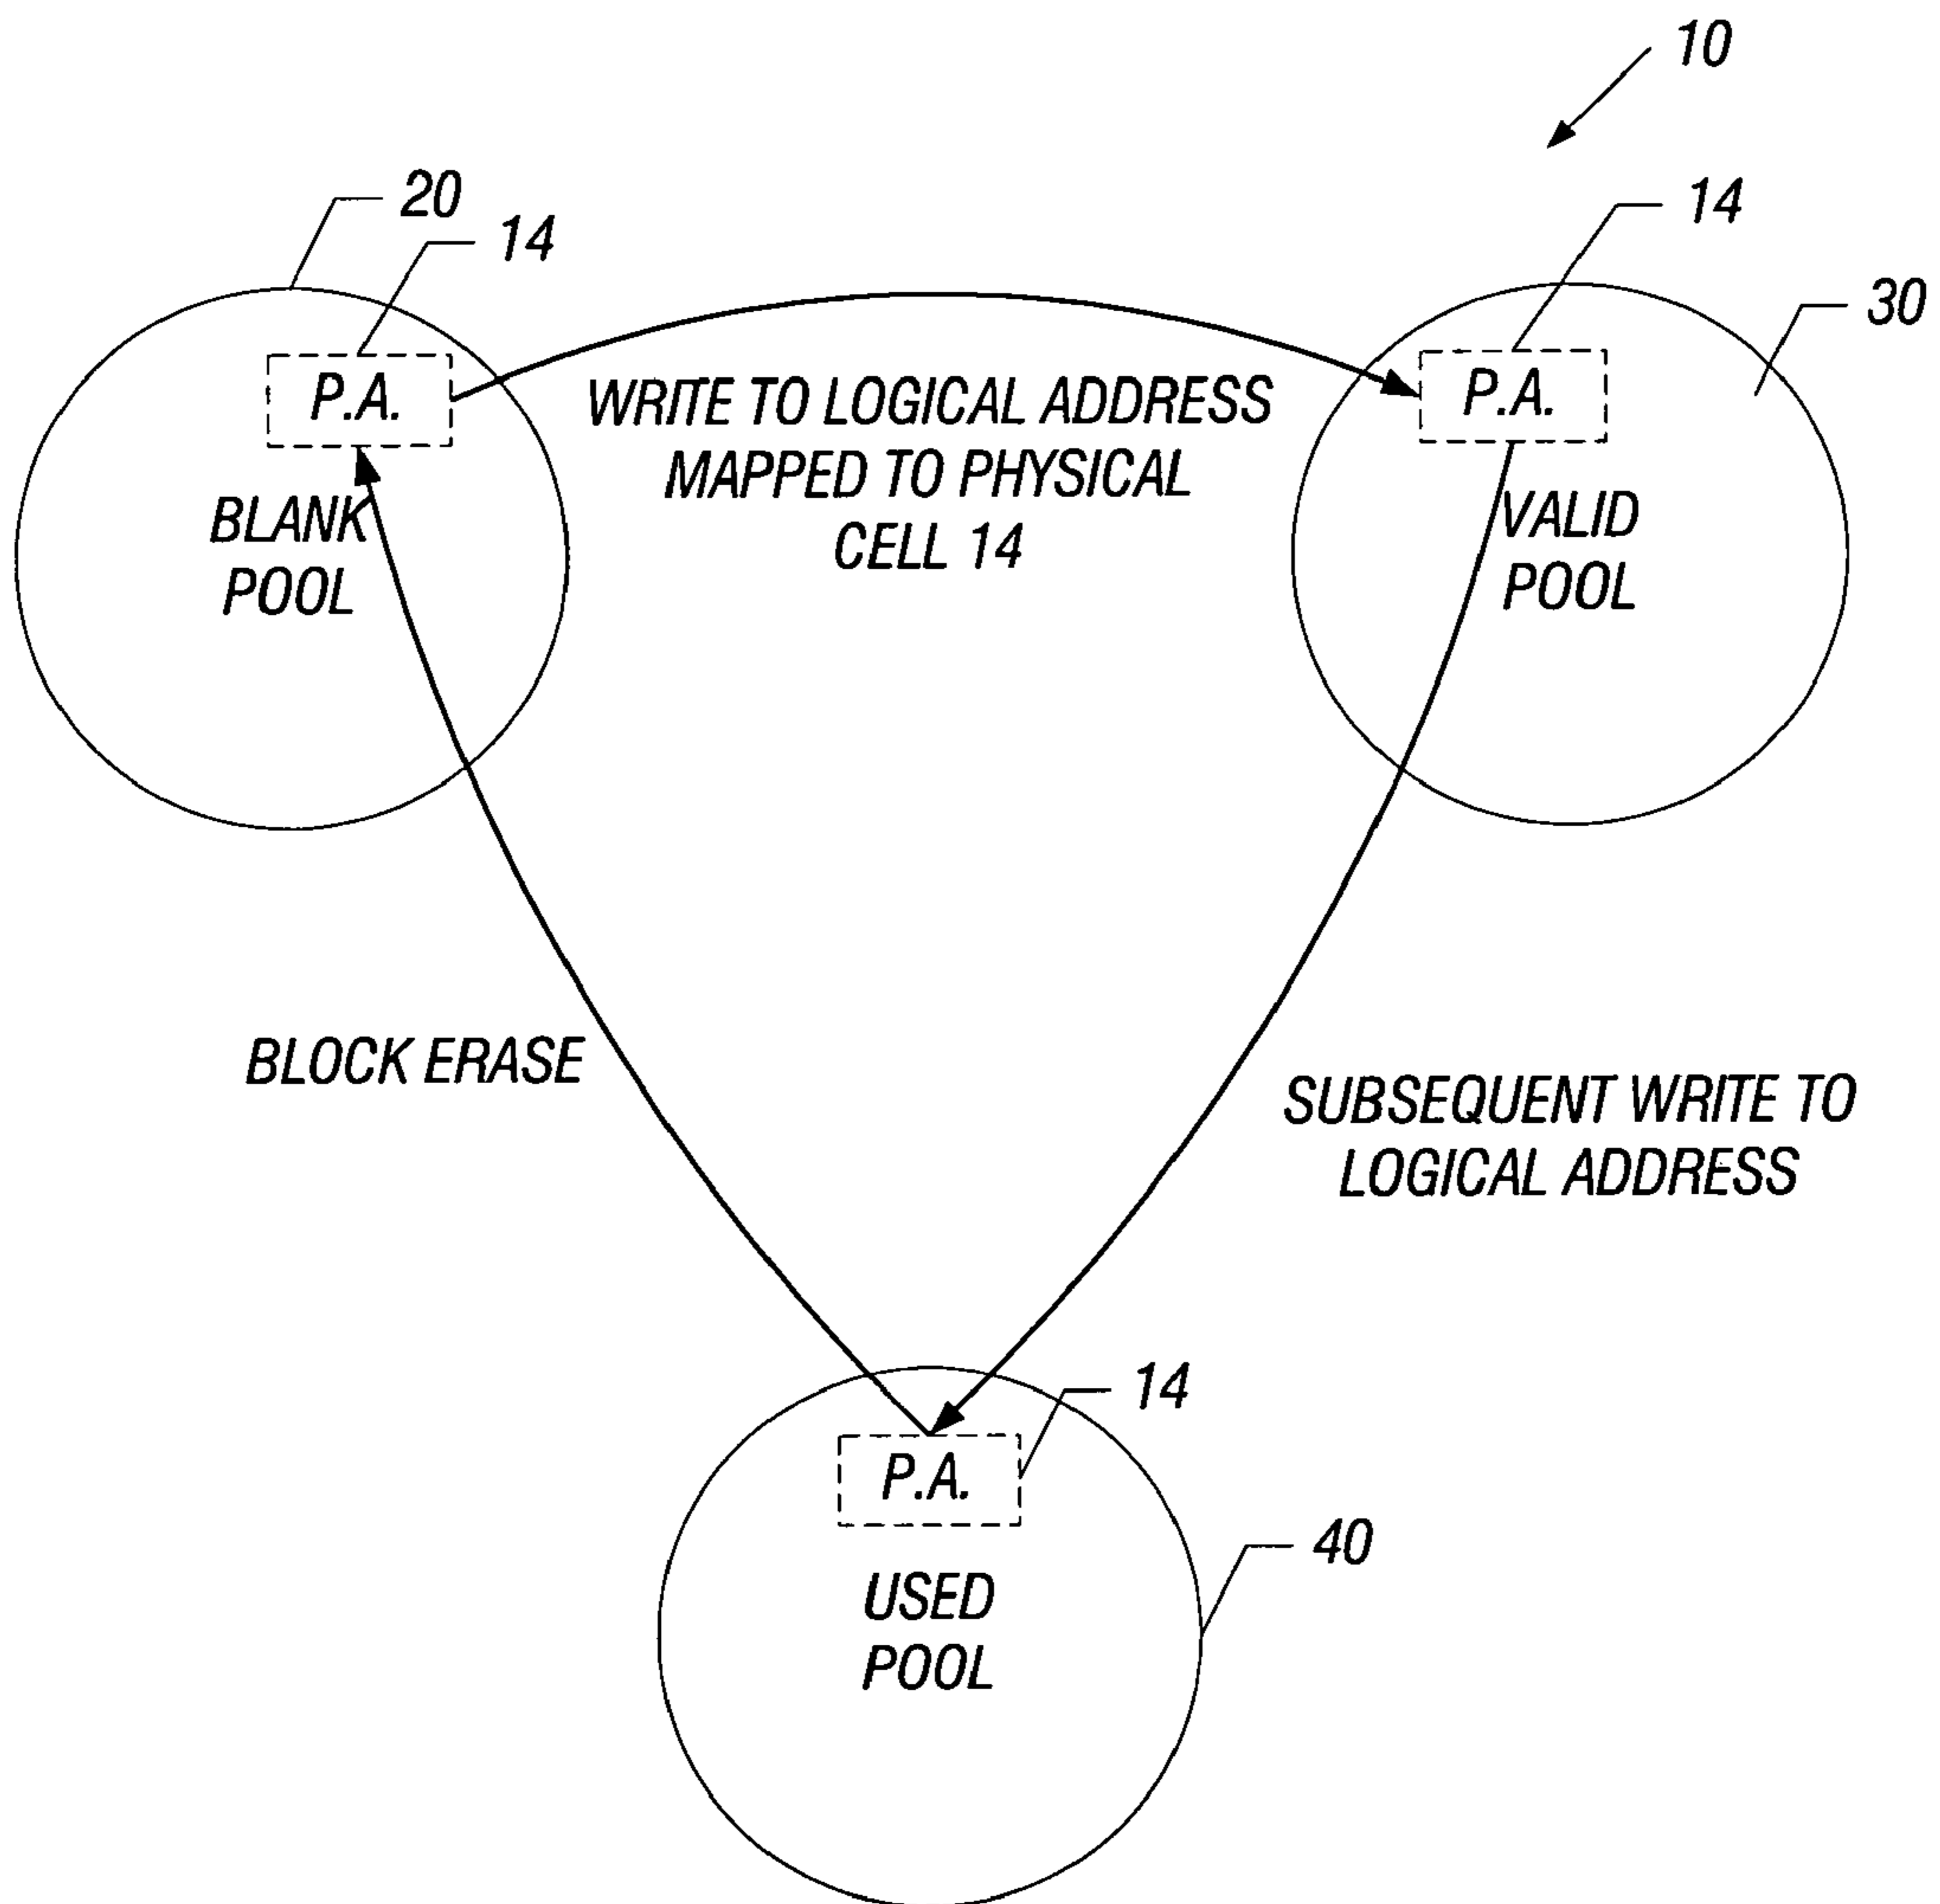 10
20
14
14
30
P.A.
P.A.
WRITE TO LOGICAL ADDRESS
MAPPED TO PHYSICAL
CELL 14
BLANK
POOL
VALID
POOL
BLOCK ERASE
SUBSEQUENT WRITE TO
LOGICAL ADDRESS
14
P.A.
40
USED
POOL